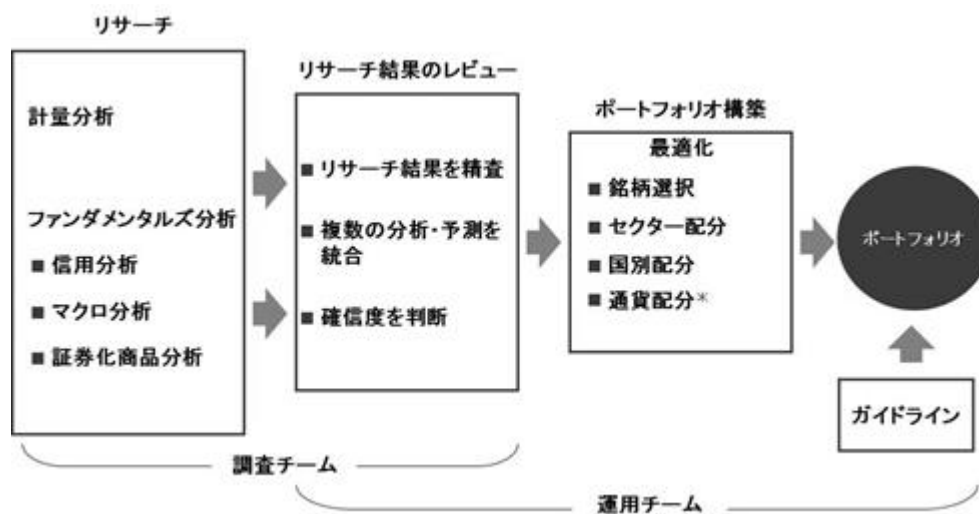 リサーチ
計量分析
ファンダメンタルズ分析
■ 信用分析
■ マクロ分析
■ 証券化商品分析
リサーチ結果のレビュー
■ リサーチ結果を精査
■ 複数の分析・予測を
統合
■ 確信度を判断
ポートフォリオ構築
最適化
■ 銘柄選択
■ セクター配分
■ 国別配分
■ 通貨配分*
ポートフォリオ
ガイドライン
調査チーム
運用チーム